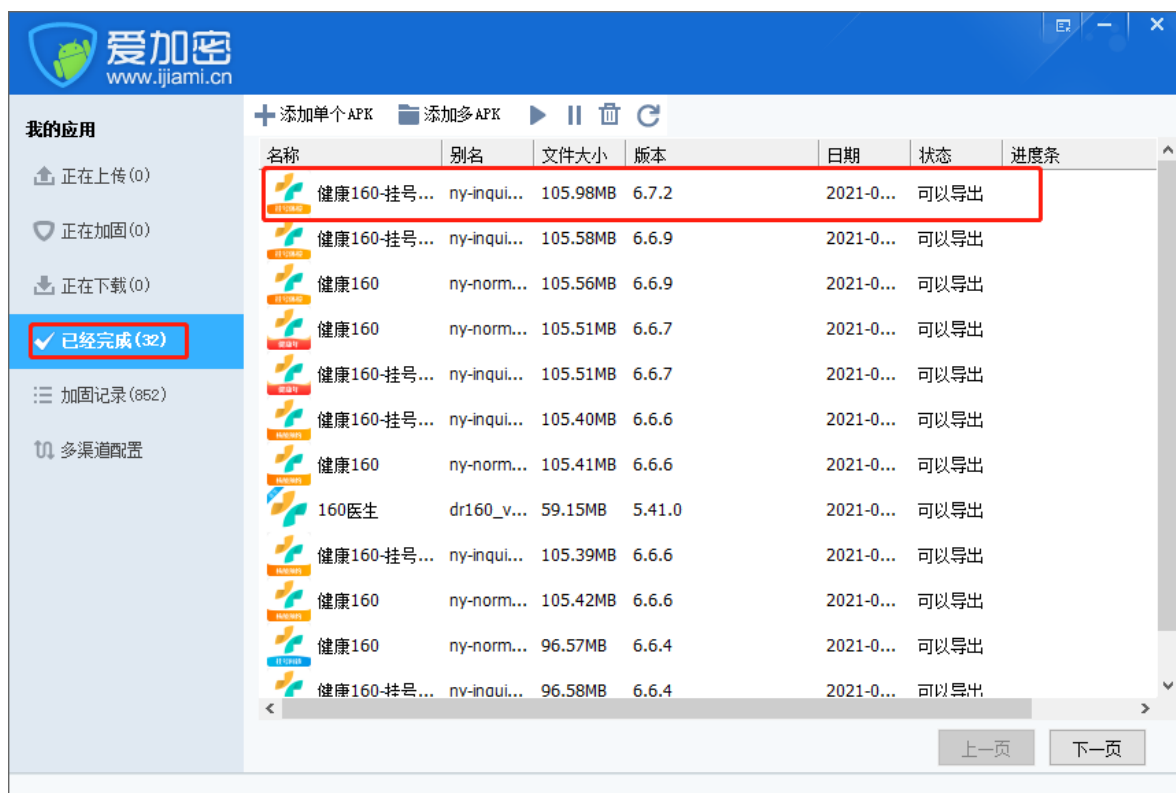 爱加密
www.ijiami.cn
我的应用
正在上传(0)
正在加固(0)
正在下载(0)
已经完成(32)
加固记录(852)
多渠道配置
添加单个APK 添加多APK
名称 别名 文件大小 版本 日期 状态 进度条
健康160-挂号... ny-inqui... 105.98MB 6.7.2 2021-0... 可以导出
健康160-挂号... ny-inqui... 105.58MB 6.6.9 2021-0... 可以导出
健康160 ny-norm... 105.56MB 6.6.9 2021-0... 可以导出
健康160 ny-norm... 105.51MB 6.6.7 2021-0... 可以导出
健康160-挂号... ny-inqui... 105.51MB 6.6.7 2021-0... 可以导出
健康160-挂号... ny-inqui... 105.40MB 6.6.6 2021-0... 可以导出
健康160 ny-norm... 105.41MB 6.6.6 2021-0... 可以导出
160医生 dr160_v... 59.15MB 5.41.0 2021-0... 可以导出
健康160-挂号... ny-inqui... 105.39MB 6.6.6 2021-0... 可以导出
健康160 ny-norm... 105.42MB 6.6.6 2021-0... 可以导出
健康160 ny-norm... 96.57MB 6.6.4 2021-0... 可以导出
健康160-挂号... ny-inqui... 96.58MB 6.6.4 2021-0... 可以导出
上一页 下一页